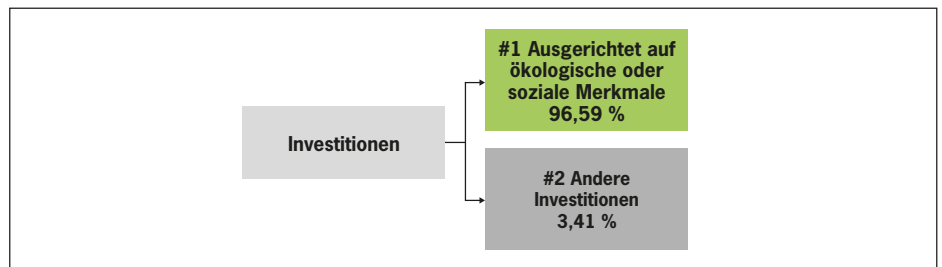 #1 Ausgerichtet auf
ökologische oder
soziale Merkmale
96,59 %
Investitionen
#2 Andere
Investitionen
3,41 %